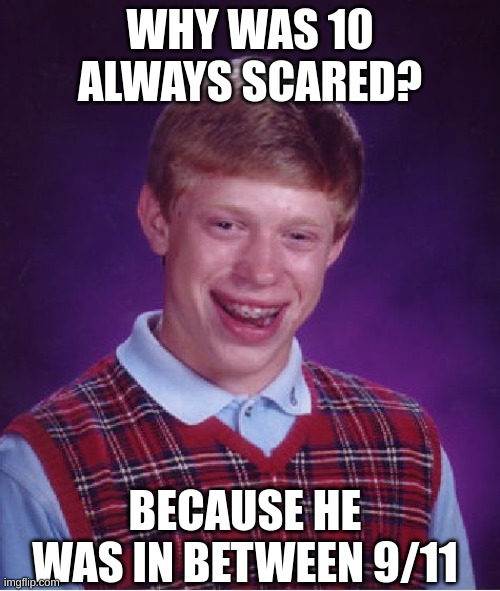 WHY WAS 10
ALWAYS SCARED?
BECAUSE HE
WAS IN BETWEEN 9/11
imgflip.com